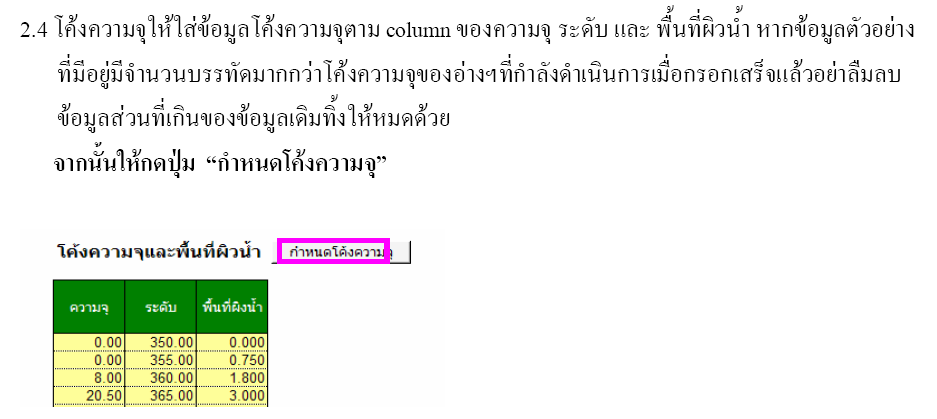 2.4 โค้งความจุให้ใส่ข้อมูลโค้งความจุตาม column ของความจุ ระดับ และ พื้นที่ผิวน้ำ หากข้อมูลตัวอย่าง
ที่มีอยู่มีจำนวนบรรทัดมากกว่าโค้งความจุของอ่างฯที่กำลังดำเนินการเมื่อกรอกเสร็จแล้วอย่าลืมลบ
ข้อมูลส่วนที่เกินของข้อมูลเดิมทิ้งให้หมดด้วย
จากนั้นให้กดปุ่ม “กำหนดโค้งความจุ”
โค้งความจุและพื้นที่ผิวน้ำ กำหนดโค้งความจุ
ความจุ ระดับ พื้นที่ผิงน้ำ
0.00 350.00 0.000
0.00 355.00 0.750
8.00 360.00 1.800
20.50 365.00 3.000